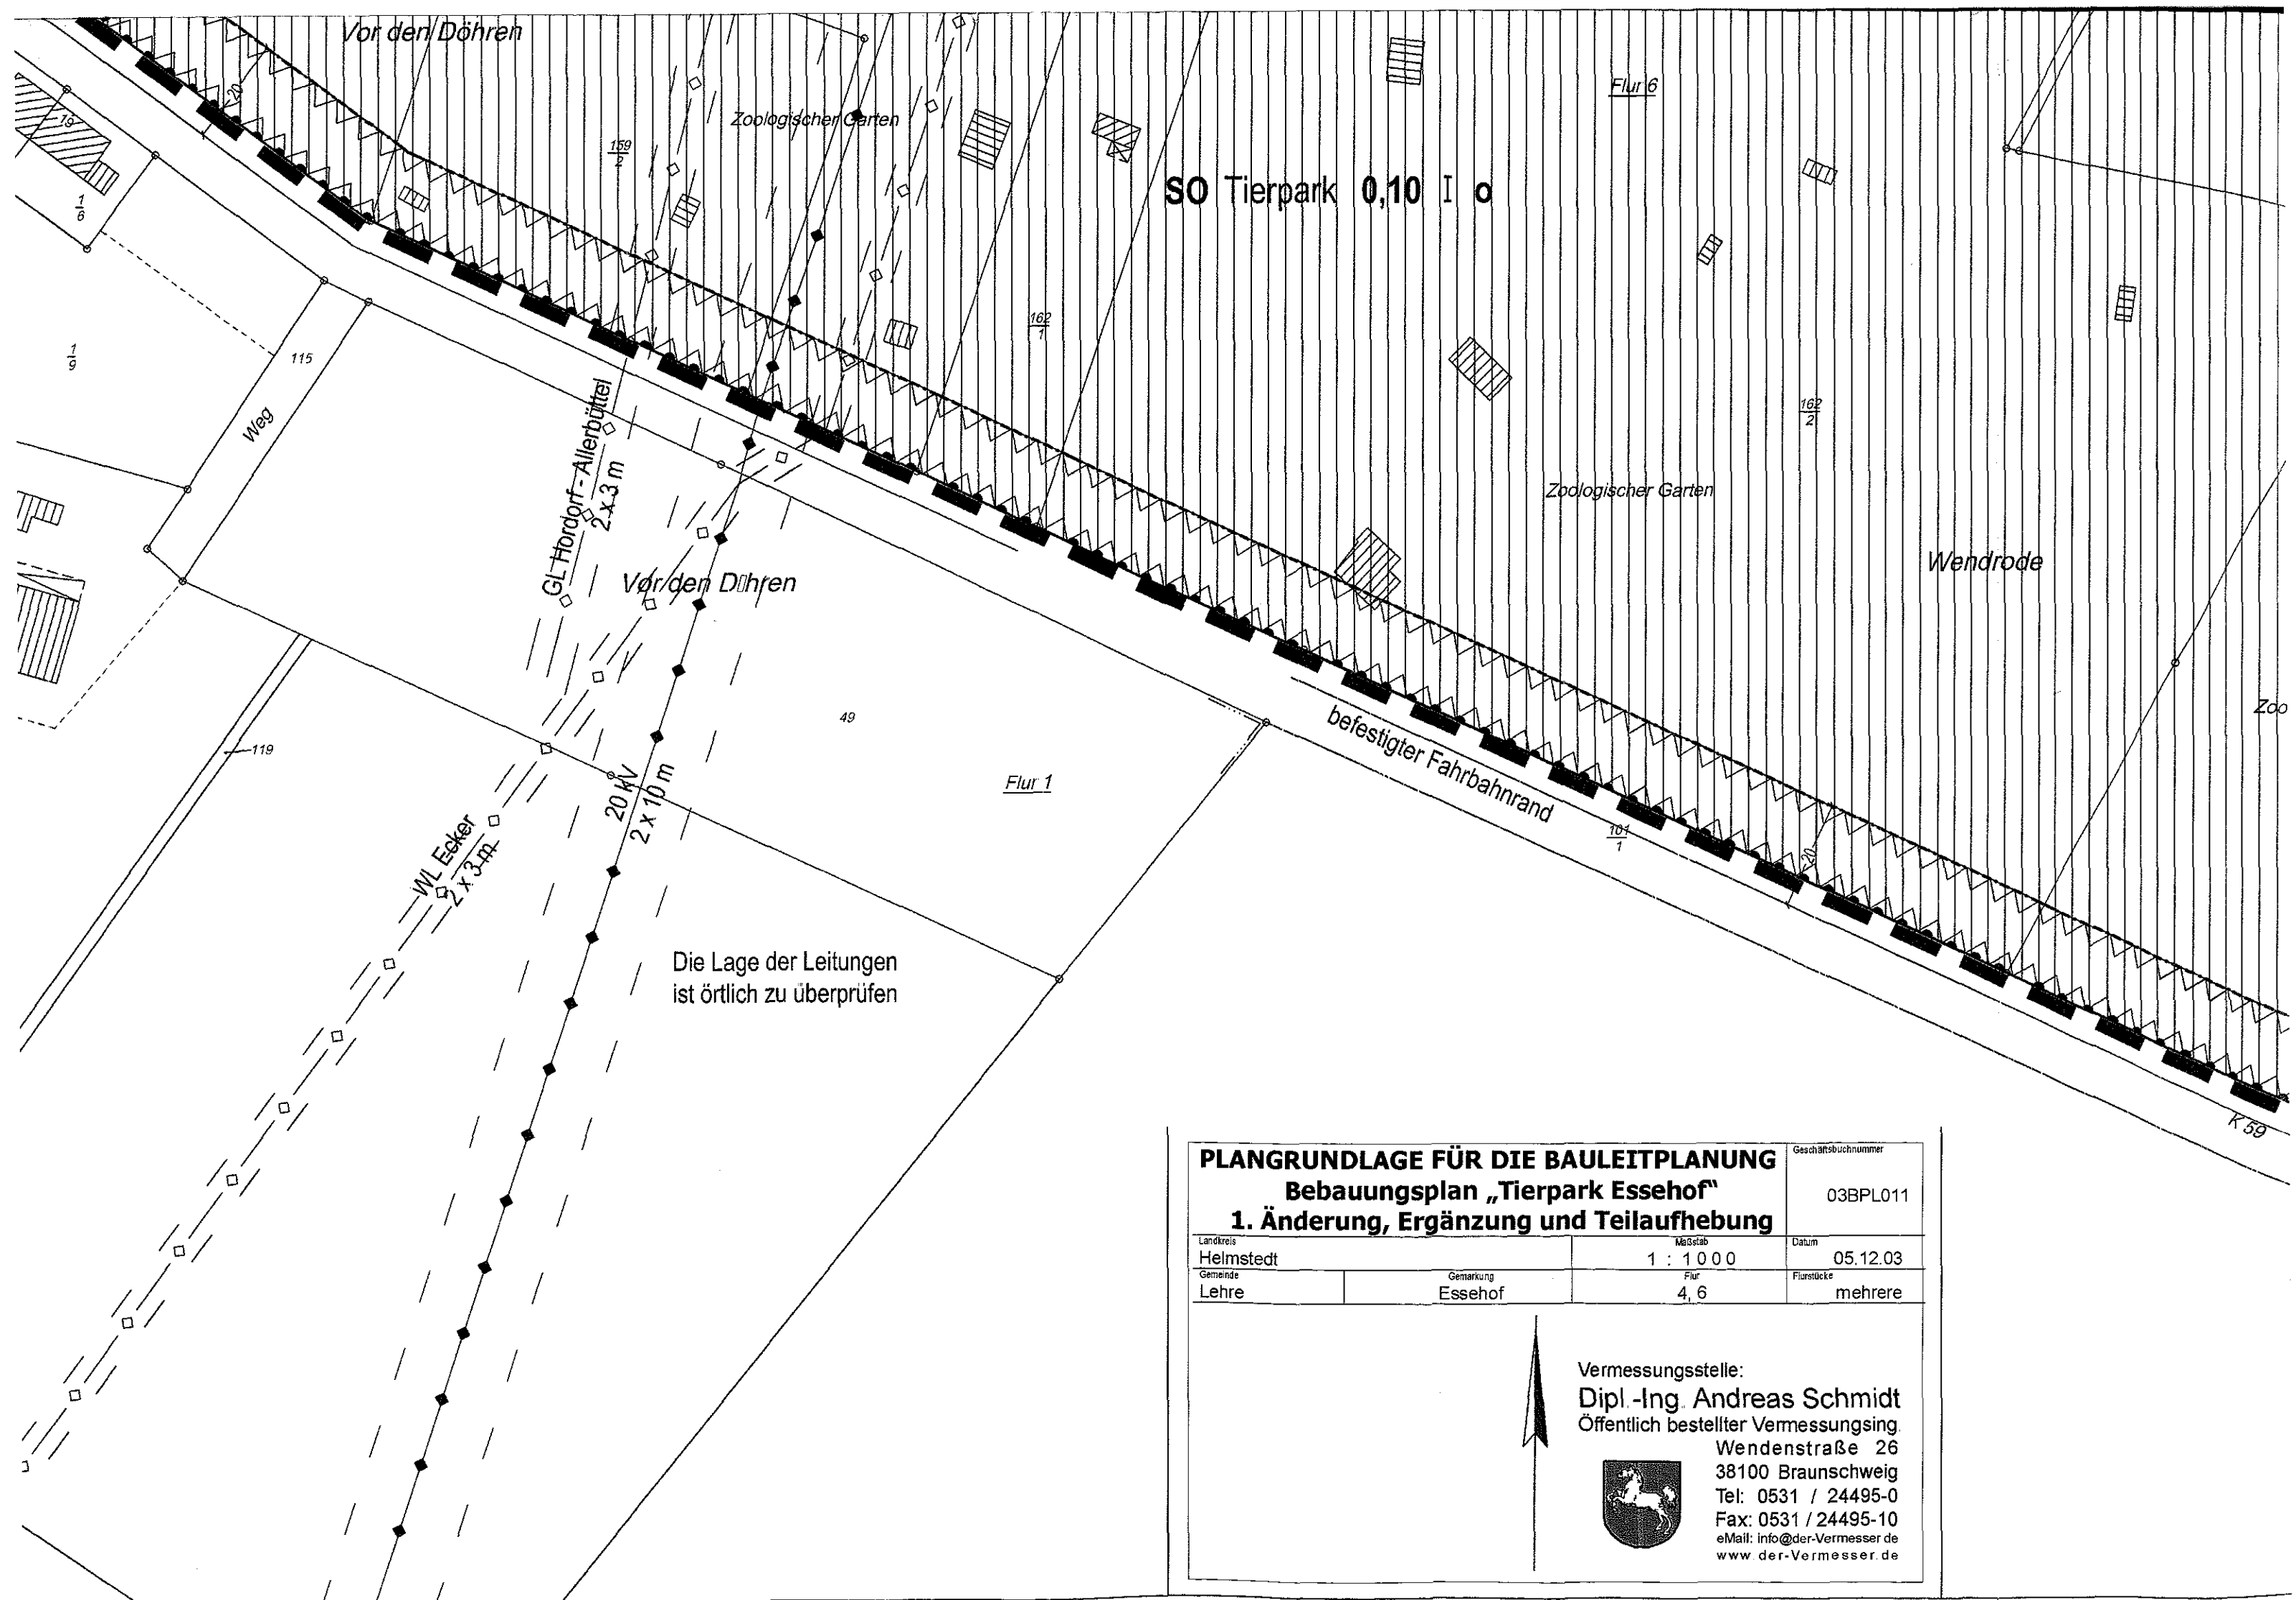 Vor den Döhren
20
Zoologischer Garten
159
2
Flur 6
SO Tierpark 0,10 I o
19
1
6
162
1
1
9
115
Weg
162
2
GL Hordorf - Allerbüttel
2 x 3 m
Zoologischer Garten
Wendrode
Vor den D□hren
Zoo
49
befestigter Fahrbahnrand
119
Flur 1
20 kV
2 x 10 m
101
1
20
WL Ecker
2 x 3 m
Die Lage der Leitungen
ist örtlich zu überprüfen
K 59
PLANGRUNDLAGE FÜR DIE BAULEITPLANUNG
Bebauungsplan „Tierpark Essehof“
1. Änderung, Ergänzung und Teilaufhebung
Geschäftsbuchnummer
03BPL011
Landkreis
Helmstedt
Maßstab
1 : 1000
Datum
05.12.03
Gemeinde
Lehre
Gemarkung
Essehof
Flur
4, 6
Flurstücke
mehrere
Vermessungsstelle:
Dipl.-Ing. Andreas Schmidt
Öffentlich bestellter Vermessungsing.
Wendenstraße 26
38100 Braunschweig
Tel: 0531 / 24495-0
Fax: 0531 / 24495-10
eMail: info@der-Vermesser.de
www.der-Vermesser.de